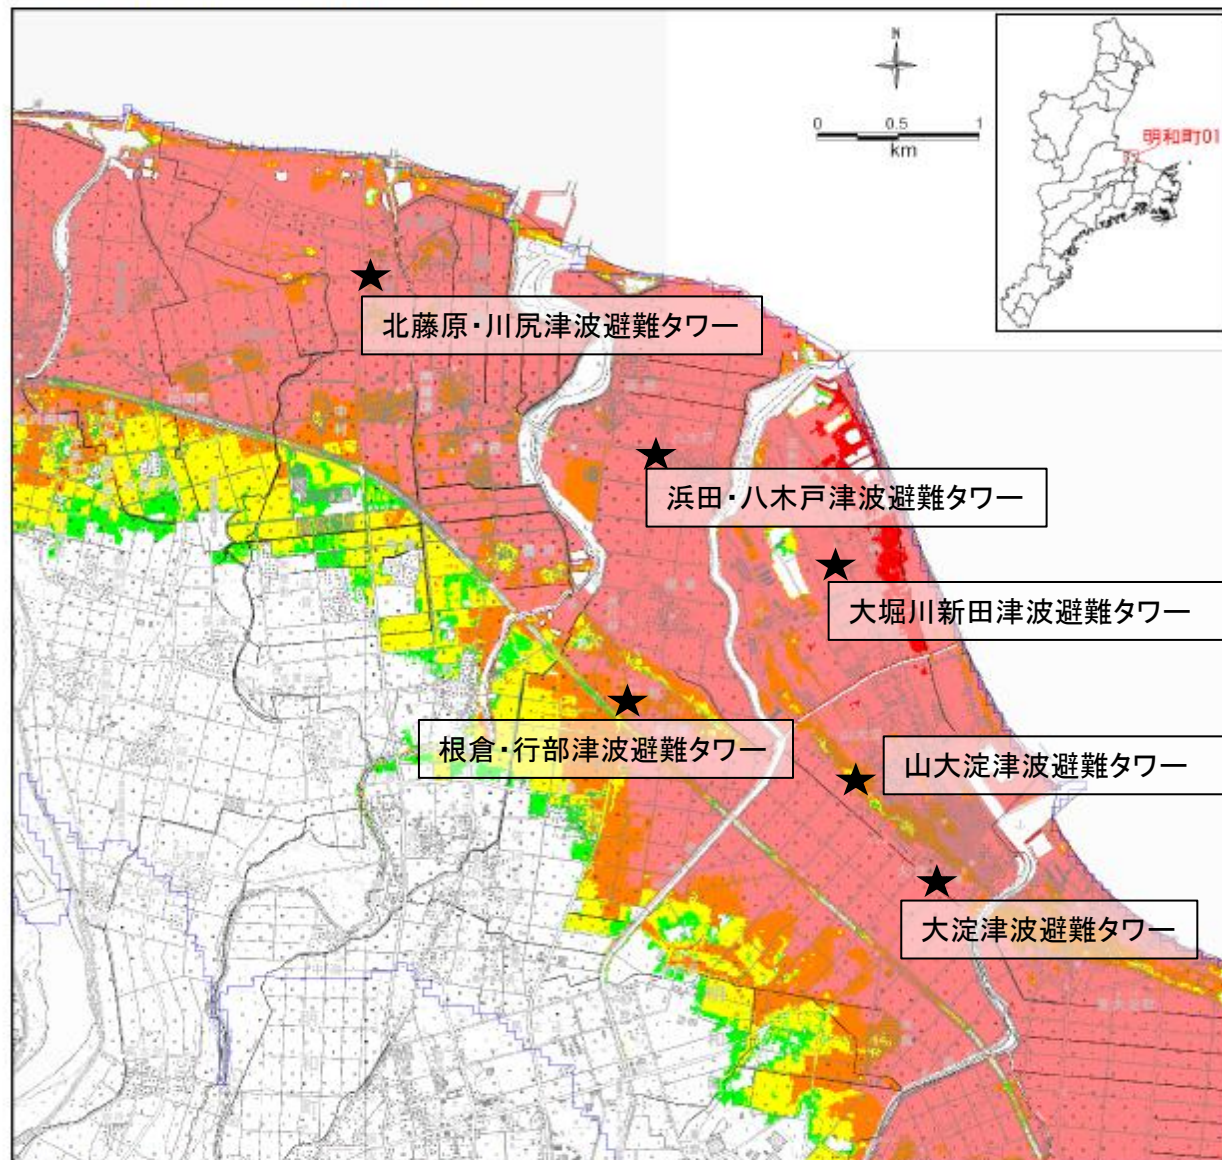 N
0 0.5 1
km
明和町01
北藤原・川尻津波避難タワー
浜田・八木戸津波避難タワー
大堀川新田津波避難タワー
根倉・行部津波避難タワー
山大淀津波避難タワー
大淀津波避難タワー